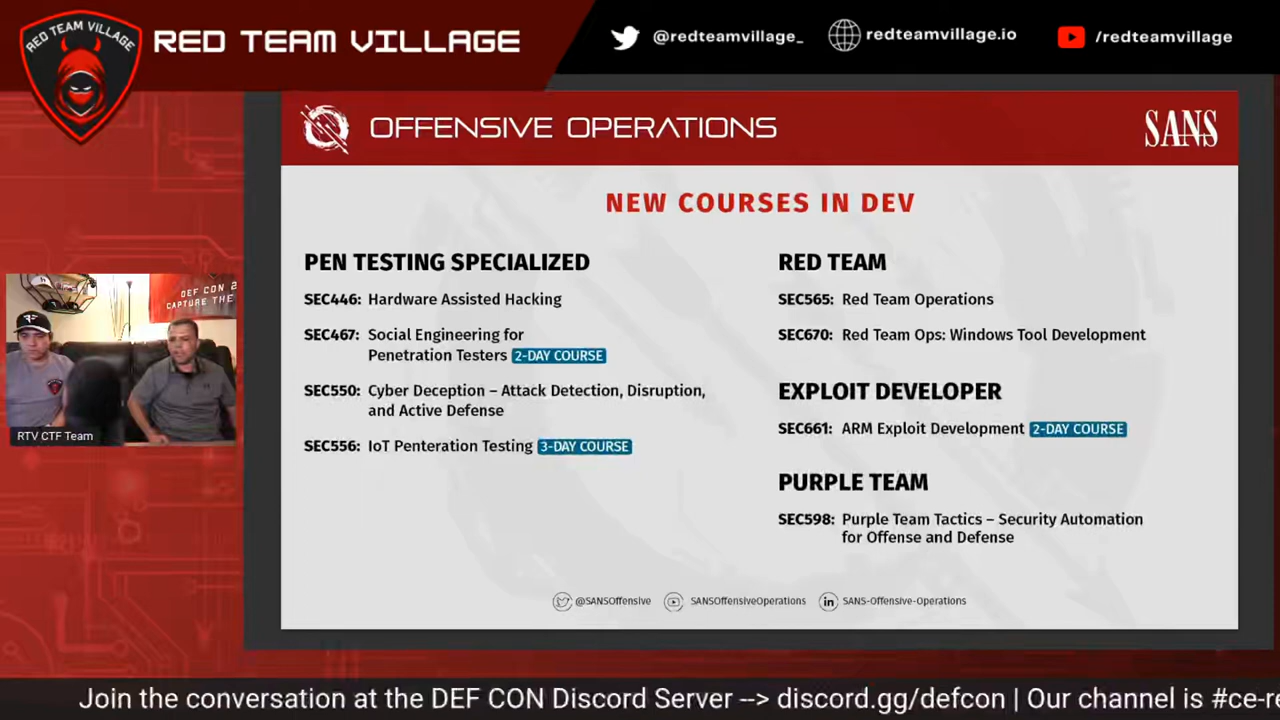 RED TEAM VILLAGE
RED TEAM VILLAGE
@redteamvillage_
redteamvillage.io
/redteamvillage
OFFENSIVE OPERATIONS
SANS
NEW COURSES IN DEV
PEN TESTING SPECIALIZED
SEC446: Hardware Assisted Hacking
SEC467: Social Engineering for
Penetration Testers 2-DAY COURSE
SEC550: Cyber Deception – Attack Detection, Disruption,
and Active Defense
SEC556: IoT Penteration Testing 3-DAY COURSE
RED TEAM
SEC565: Red Team Operations
SEC670: Red Team Ops: Windows Tool Development
EXPLOIT DEVELOPER
SEC661: ARM Exploit Development 2-DAY COURSE
PURPLE TEAM
SEC598: Purple Team Tactics – Security Automation
for Offense and Defense
@SANSOffensive
SANSOffensiveOperations
SANS-Offensive-Operations
DEF CON 2
CAPTURE THE
RTV CTF Team
Join the conversation at the DEF CON Discord Server --> discord.gg/defcon | Our channel is #ce-re